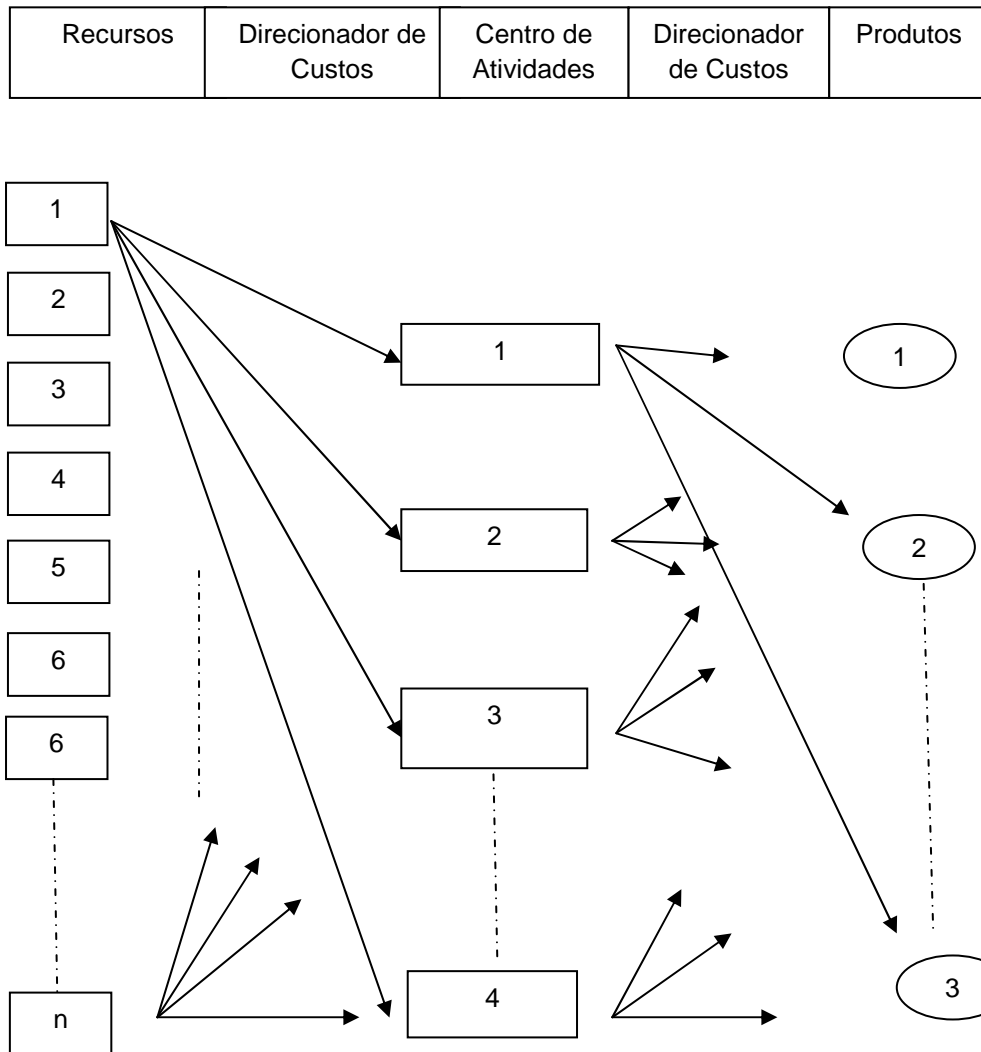 Recursos
Direcionador de
Custos
Centro de
Atividades
Direcionador
de Custos
Produtos
1
2
3
4
5
6
6
n
1
2
3
4
1
2
3